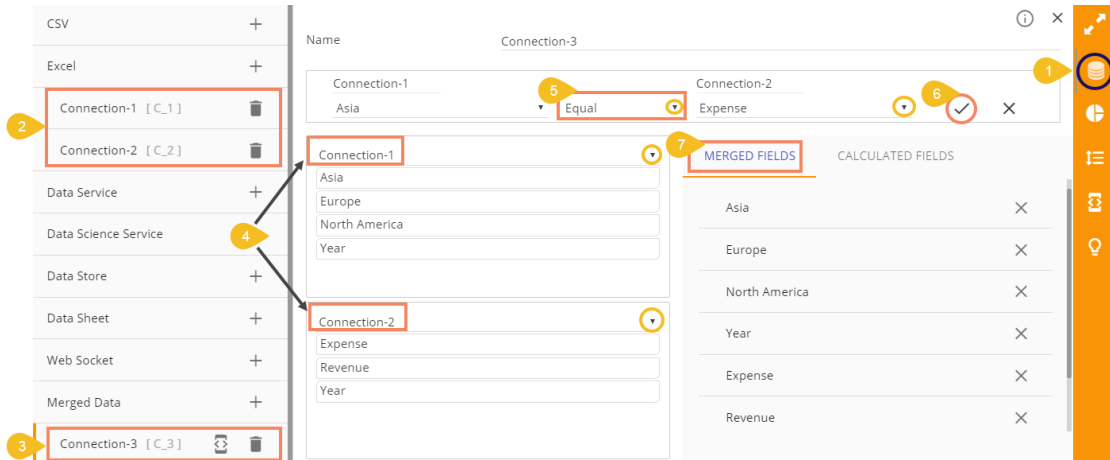 CSV
Excel
Connection-1 [ C_1 ]
Connection-2 [ C_2 ]
Data Service
Data Science Service
Data Store
Data Sheet
Web Socket
Merged Data
Connection-3 [ C_3 ]
2
3
4
Name Connection-3
Connection-1 Connection-2
Asia Equal Expense
5
6
1
Connection-1
Asia
Europe
North America
Year
Connection-2
Expense
Revenue
Year
7
MERGED FIELDS CALCULATED FIELDS
Asia
Europe
North America
Year
Expense
Revenue